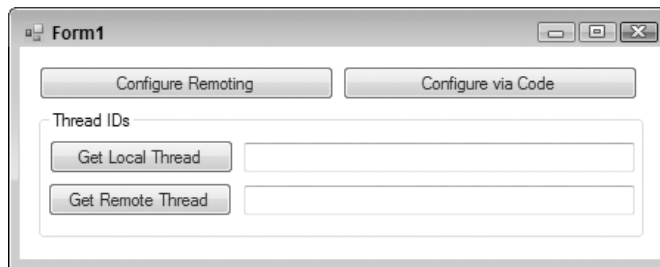 Form1
Configure Remoting Configure via Code
Thread IDs
Get Local Thread
Get Remote Thread